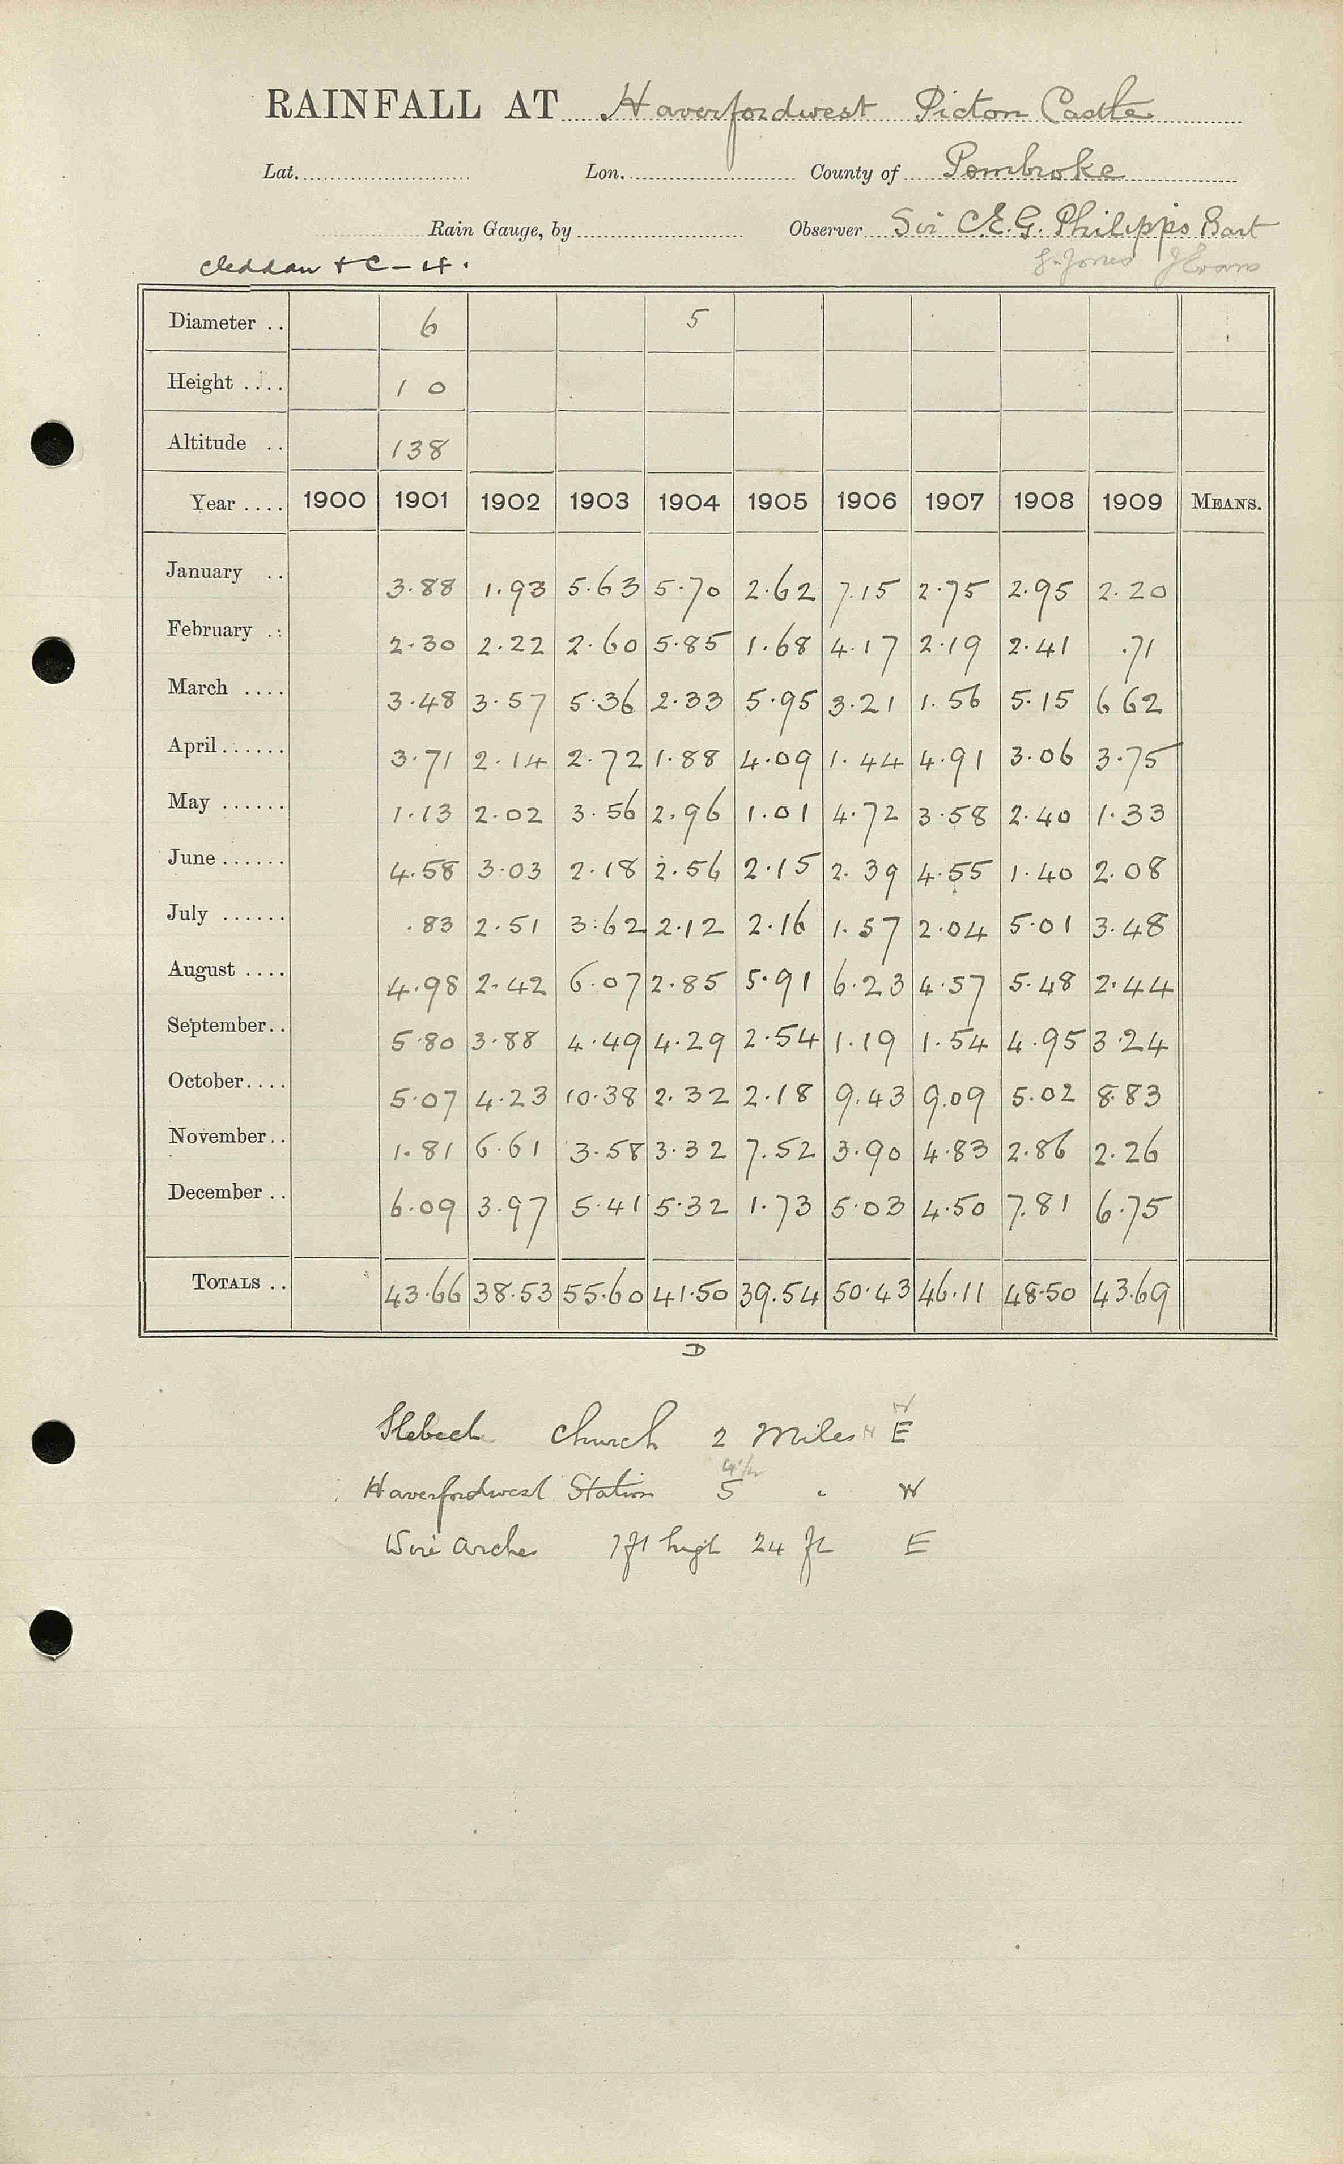 RAINFALL AT Haverfordwest Picton Castle
Lat. Lon. County of Pembroke
Rain Gauge, by Observer Sir C.E.G. Philipps Bart
Cleddau + C - 4. G. Jones J Evans
Diameter .. 6 5
Height .... 1 0
Altitude .. 138
Year .... 1900 1901 1902 1903 1904 1905 1906 1907 1908 1909 MEANS.
January .. 3.88 1.93 5.63 5.70 2.62 7.15 2.75 2.95 2.20
February .. 2.30 2.22 2.60 5.85 1.68 4.17 2.19 2.41 .71
March .... 3.48 3.57 5.36 2.33 5.95 3.21 1.56 5.15 6 62
April ...... 3.71 2.14 2.72 1.88 4.09 1.44 4.91 3.06 3.75
May ...... 1.13 2.02 3.56 2.96 1.01 4.72 3.58 2.40 1.33
June ...... 4.58 3.03 2.18 2.56 2.15 2.39 4.55 1.40 2.08
July ...... .83 2.51 3.62 2.12 2.16 1.57 2.04 5.01 3.48
August .... 4.98 2.42 6.07 2.85 5.91 6.23 4.57 5.48 2.44
September.. 5.80 3.88 4.49 4.29 2.54 1.19 1.54 4.95 3.24
October.... 5.07 4.23 10.38 2.32 2.18 9.43 9.09 5.02 8.83
November.. 1.81 6.61 3.58 3.32 7.52 3.90 4.83 2.86 2.26
December .. 6.09 3.97 5.41 5.32 1.73 5.03 4.50 7.81 6.75
TOTALS .. 43.66 38.53 55.60 41.50 39.54 50.43 46.11 48.50 43.69
D
Slebech Church 2 Miles E
4½
Haverfordwest Station 5 " W
Wire Arches 7 ft high 24 ft E